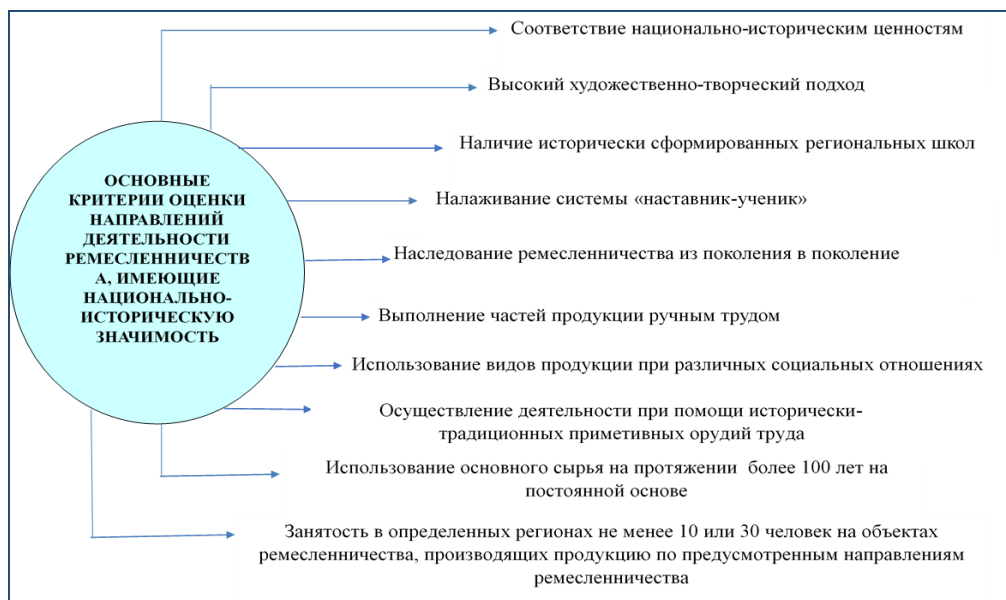 Соответствие национально-историческим ценностям
Высокий художественно-творческий подход
Наличие исторически сформированных региональных школ
ОСНОВНЫЕ
КРИТЕРИИ ОЦЕНКИ
НАПРАВЛЕНИЙ
ДЕЯТЕЛЬНОСТИ
РЕМЕСЛЕННИЧЕСТВ
А, ИМЕЮЩИЕ
НАЦИОНАЛЬНО-
ИСТОРИЧЕСКУЮ
ЗНАЧИМОСТЬ
Налаживание системы «наставник-ученик»
Наследование ремесленничества из поколения в поколение
Выполнение частей продукции ручным трудом
Использование видов продукции при различных социальных отношениях
Осуществление деятельности при помощи исторически-
традиционных приметивных орудий труда
Использование основного сырья на протяжении  более 100 лет на
постоянной основе
Занятость в определенных регионах не менее 10 или 30 человек на объектах
ремесленничества, производящих продукцию по предусмотренным направлениям
ремесленничества